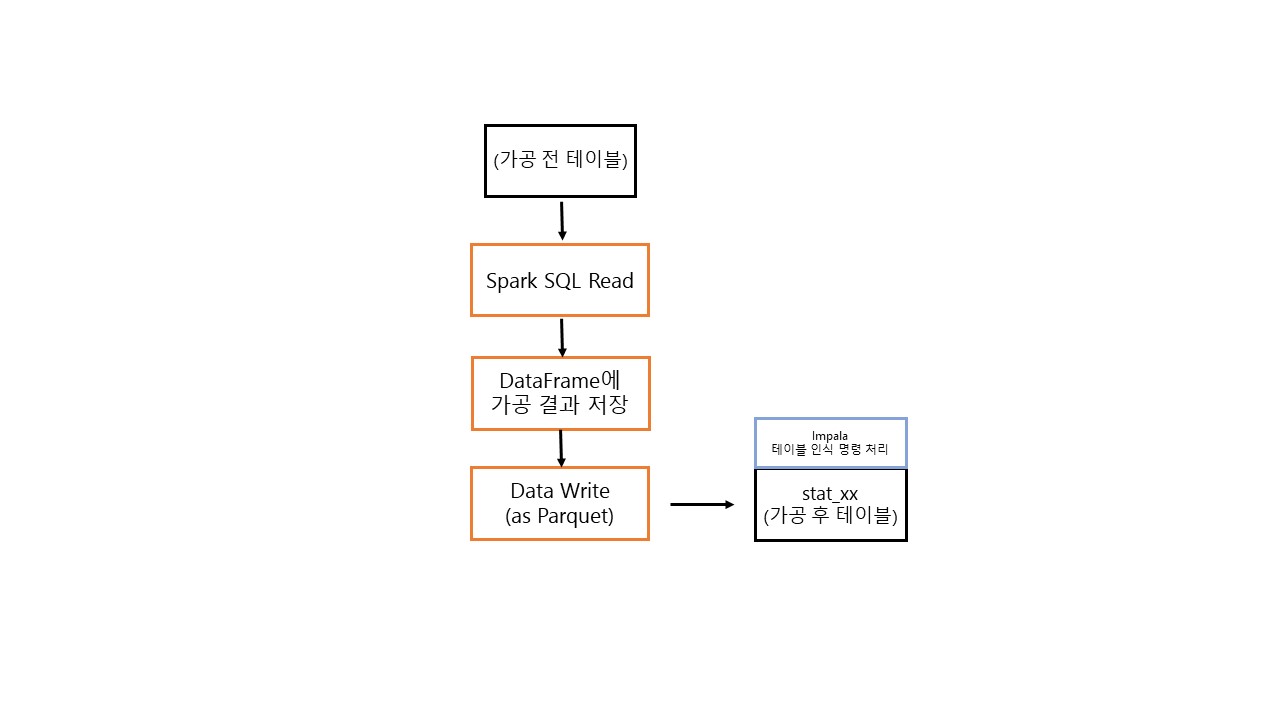 (가공 전 테이블)
Spark SQL Read
DataFrame에
가공 결과 저장
Data Write
(as Parquet)
Impala
테이블 인식 명령 처리
stat_xx
(가공 후 테이블)